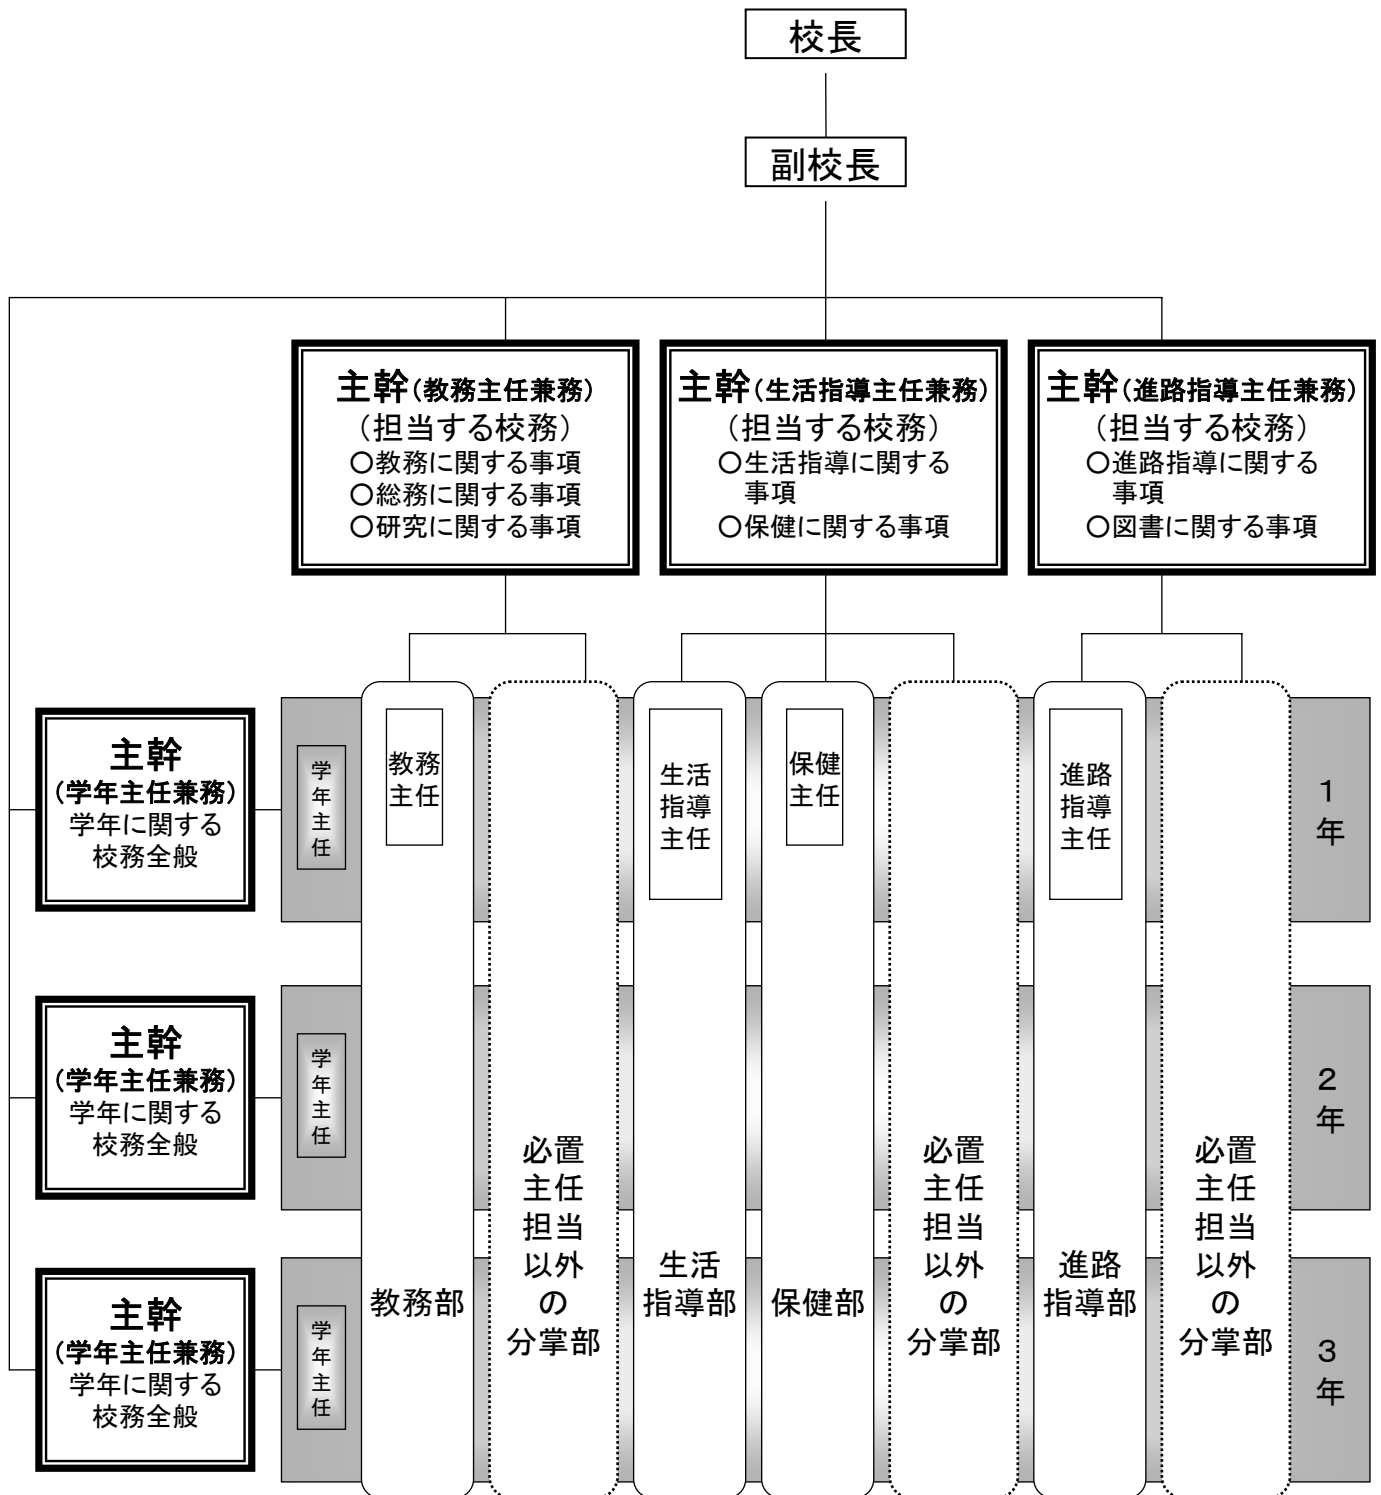 校長
副校長
主幹(教務主任兼務)
(担当する校務)
○教務に関する事項
○総務に関する事項
○研究に関する事項
主幹(生活指導主任兼務)
(担当する校務)
○生活指導に関する
事項
○保健に関する事項
主幹(進路指導主任兼務)
(担当する校務)
○進路指導に関する
事項
○図書に関する事項
主幹
(学年主任兼務)
学年に関する
校務全般
学年主任
教務
主任
生活
指導
主任
保健
主任
進路
指導
主任
1
年
主幹
(学年主任兼務)
学年に関する
校務全般
学年主任
2
年
主幹
(学年主任兼務)
学年に関する
校務全般
学年主任
教務部
必置
主任
担当
以外
の
分掌部
生活
指導部
保健部
必置
主任
担当
以外
の
分掌部
進路
指導部
必置
主任
担当
以外
の
分掌部
3
年